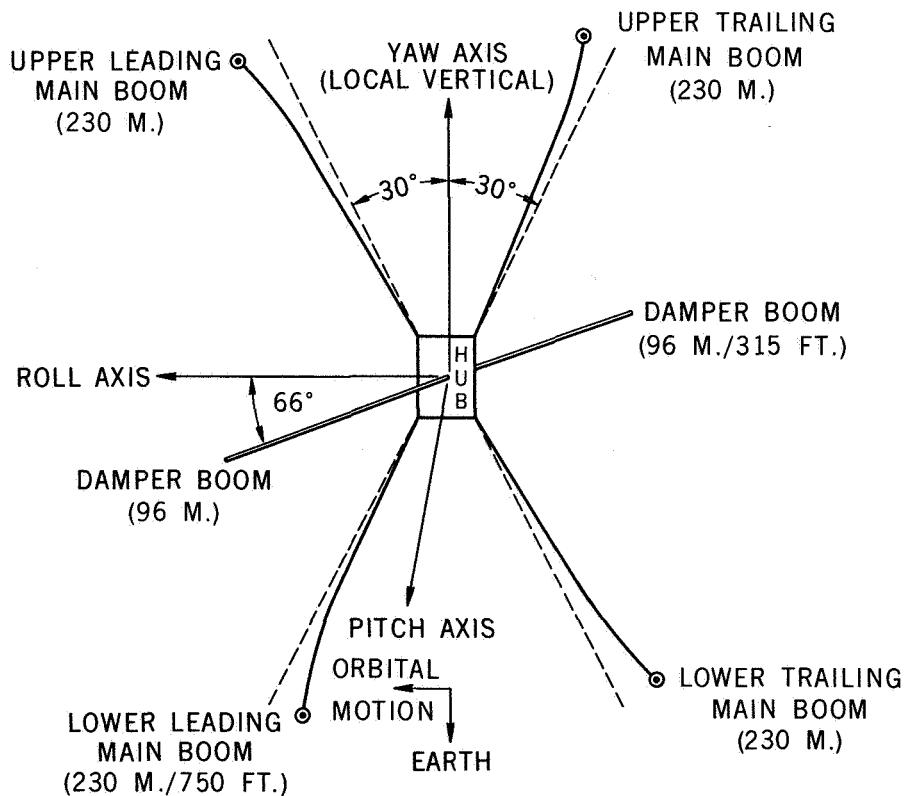 UPPER LEADING
MAIN BOOM
(230 M.)
YAW AXIS
(LOCAL VERTICAL)
UPPER TRAILING
MAIN BOOM
(230 M.)
30°
30°
HUB
DAMPER BOOM
(96 M./315 FT.)
ROLL AXIS
66°
DAMPER BOOM
(96 M.)
PITCH AXIS
ORBITAL
MOTION
EARTH
LOWER LEADING
MAIN BOOM
(230 M./750 FT.)
LOWER TRAILING
MAIN BOOM
(230 M.)